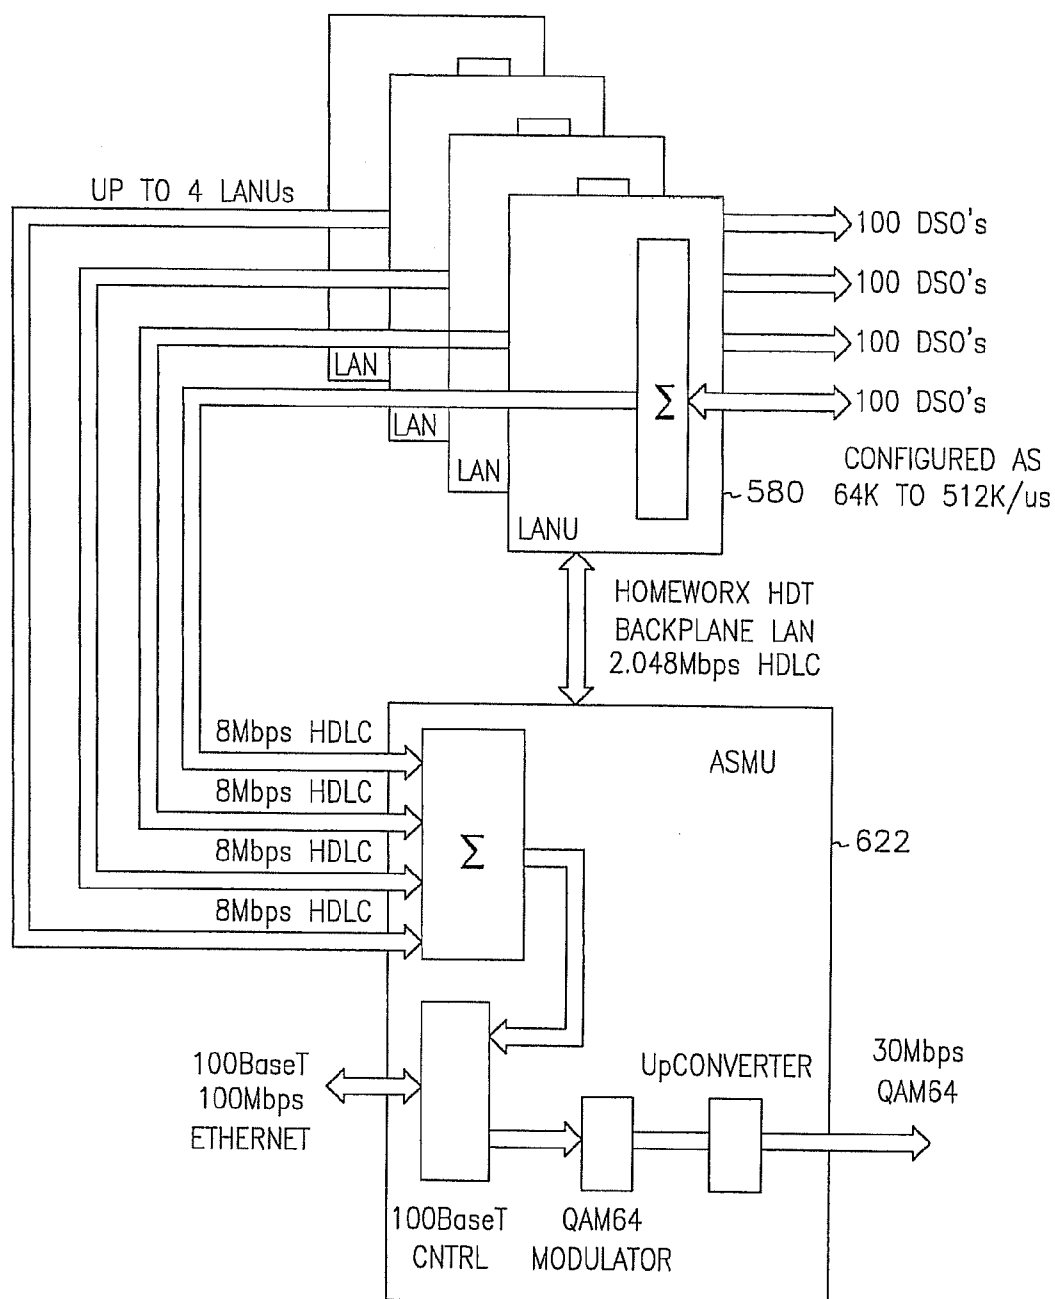 UP TO 4 LANUs
100 DSO's
100 DSO's
100 DSO's
100 DSO's
CONFIGURED AS
64K TO 512K/us
LAN
LAN
LAN
LANU
Σ
580
HOMEWORX HDT
BACKPLANE LAN
2.048Mbps HDLC
8Mbps HDLC
8Mbps HDLC
8Mbps HDLC
8Mbps HDLC
Σ
ASMU
622
100BaseT
100Mbps
ETHERNET
UpCONVERTER
30Mbps
QAM64
100BaseT
CNTRL
QAM64
MODULATOR